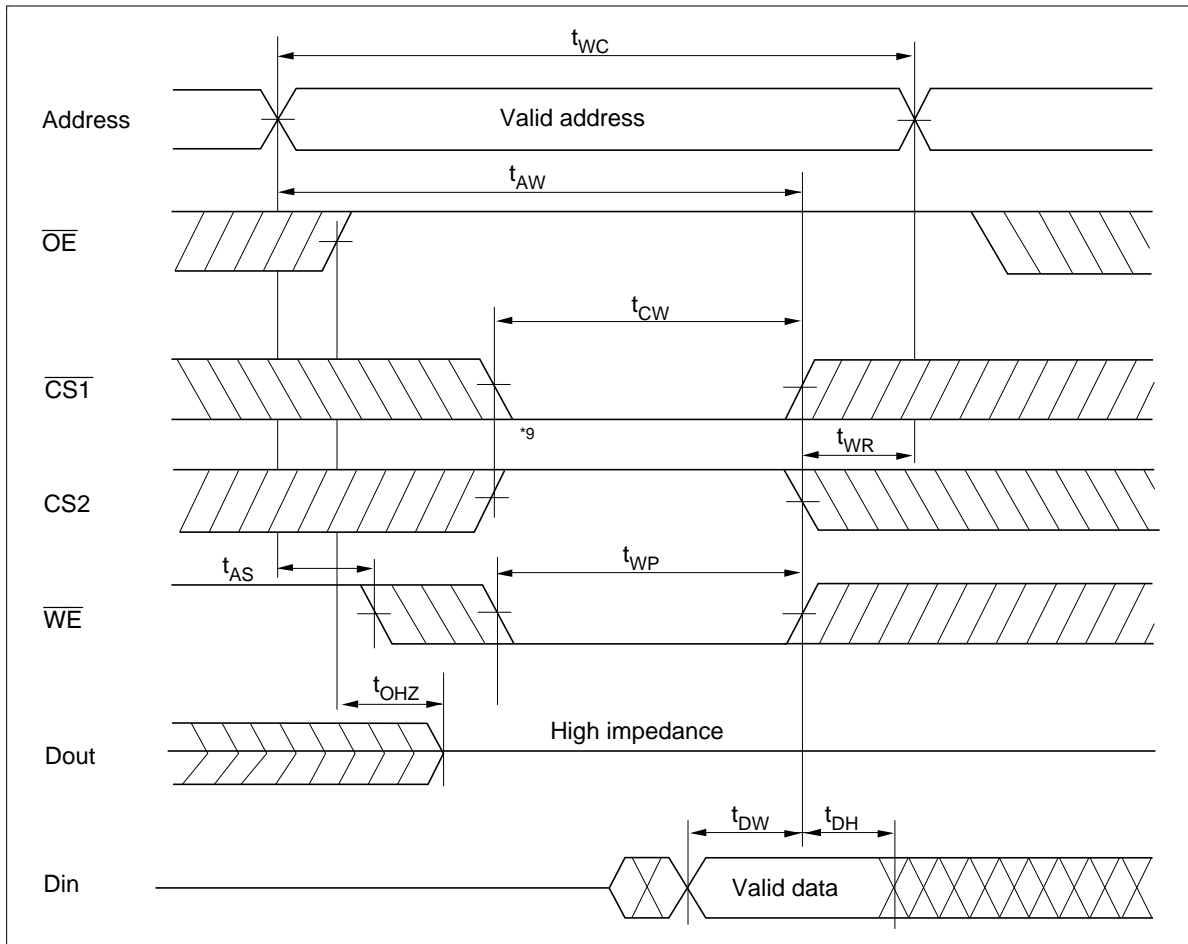 tWC
Address
Valid address
tAW
OE
tCW
CS1
*9
tWR
CS2
tAS
tWP
WE
tOHZ
High impedance
Dout
tDW
tDH
Din
Valid data